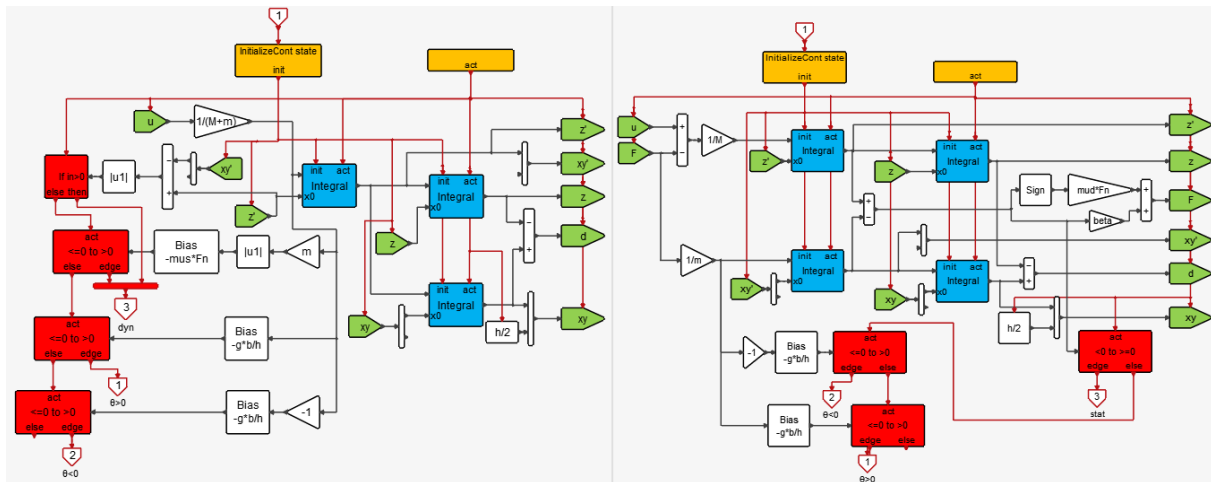 1
InitializeCont state
init
act
u
1/(M+m)
z'
xy'
z
d
xy
If in>0
else then
|u1|
+
-
xy'
z'
init act
Integral
x0
init act
Integral
x0
z
init act
Integral
x0
xy
h/2
act
<=0 to >0
else edge
Bias
-mus*Fn
|u1|
m
3
dyn
act
<=0 to >0
else edge
Bias
-g*b/h
1
θ>0
act
<=0 to >0
else edge
Bias
-g*b/h
-1
2
θ<0
-
+
1
InitializeCont state
init
act
u
F
+
-
1/M
z'
init act
Integral
x0
z
init act
Integral
x0
z'
z
F
xy'
d
xy
+
-
Sign
mud*Fn
beta
+
+
1/m
xy'
init act
Integral
x0
xy
init act
Integral
x0
-
+
h/2
-1
Bias
-g*b/h
act
<=0 to >0
edge else
2
θ<0
Bias
-g*b/h
act
<=0 to >0
edge else
1
θ>0
act
<0 to >=0
edge else
3
stat